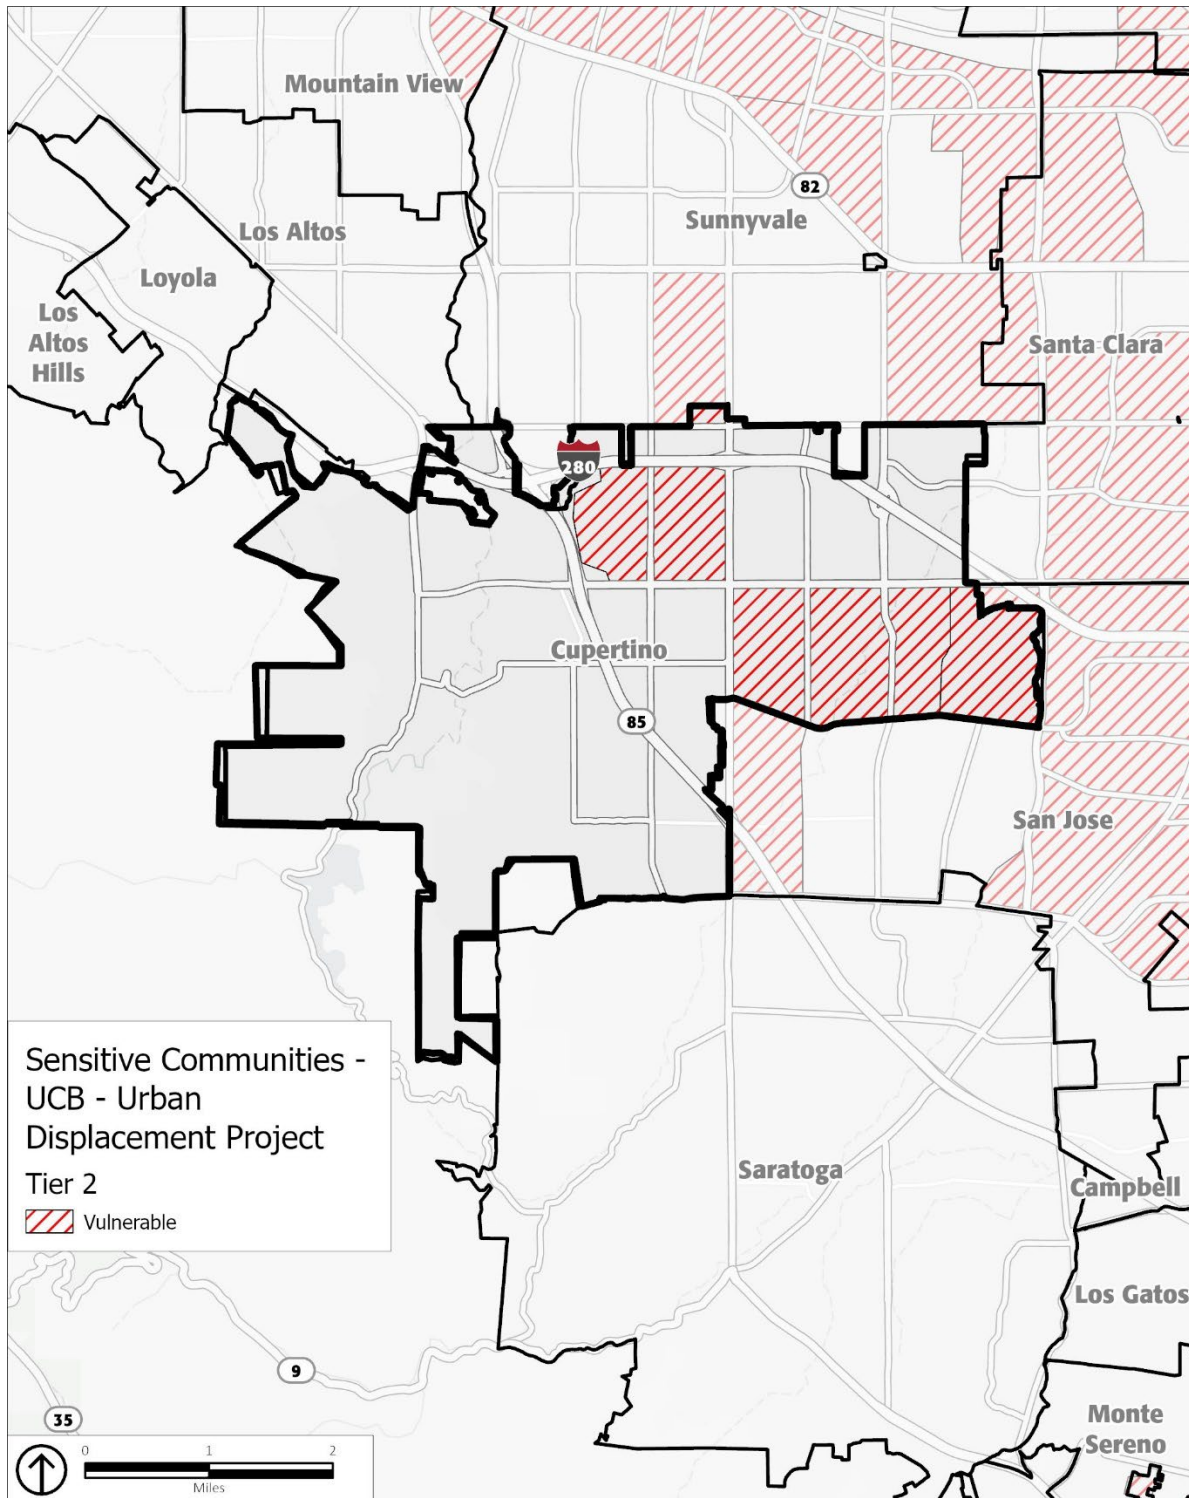 Mountain View
82
Sunnyvale
Los Altos
Loyola
Los
Altos
Hills
Santa Clara
280
Cupertino
85
San Jose
Sensitive Communities -
UCB - Urban
Displacement Project
Tier 2
Vulnerable
Saratoga
Campbell
Los Gatos
9
35
Monte
Sereno
0 1 2
Miles